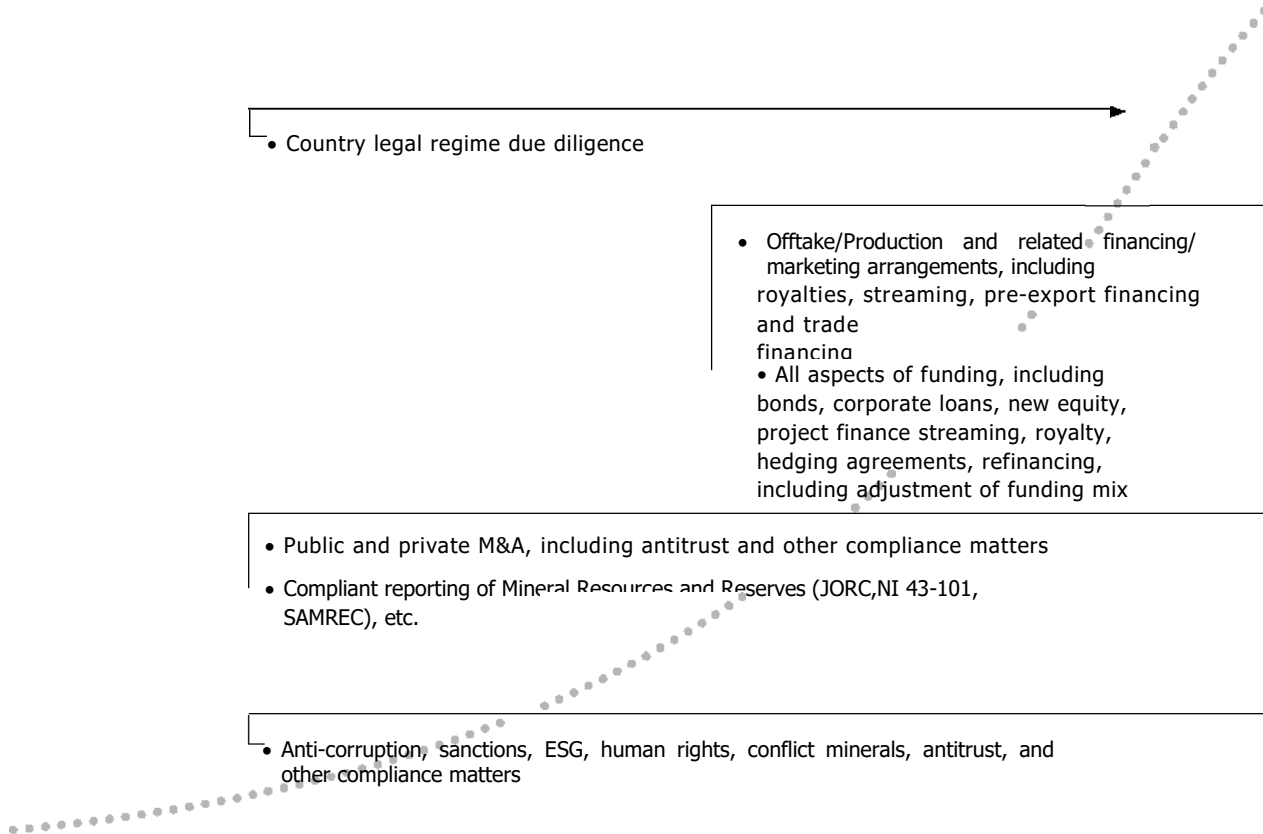 • Country legal regime due diligence
• Offtake/Production and related financing/
marketing arrangements, including
royalties, streaming, pre-export financing
and trade
financing
• All aspects of funding, including
bonds, corporate loans, new equity,
project finance streaming, royalty,
hedging agreements, refinancing,
including adjustment of funding mix
• Public and private M&A, including antitrust and other compliance matters
• Compliant reporting of Mineral Resources and Reserves (JORC,NI 43-101,
SAMREC), etc.
• Anti-corruption, sanctions, ESG, human rights, conflict minerals, antitrust, and
other compliance matters